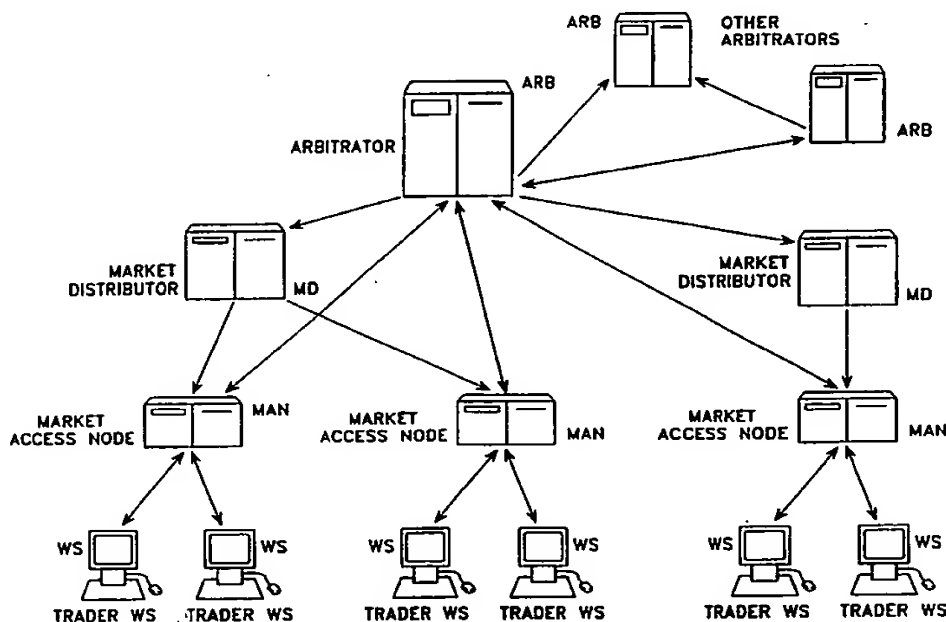 ARB
OTHER
ARBITRATORS
ARB
ARBITRATOR
ARB
MARKET
DISTRIBUTOR
MD
MARKET
DISTRIBUTOR
MD
MARKET
ACCESS NODE
MAN
MARKET
ACCESS NODE
MAN
MARKET
ACCESS NODE
MAN
WS
WS
WS
WS
WS
WS
TRADER WS
TRADER WS
TRADER WS
TRADER WS
TRADER WS
TRADER WS